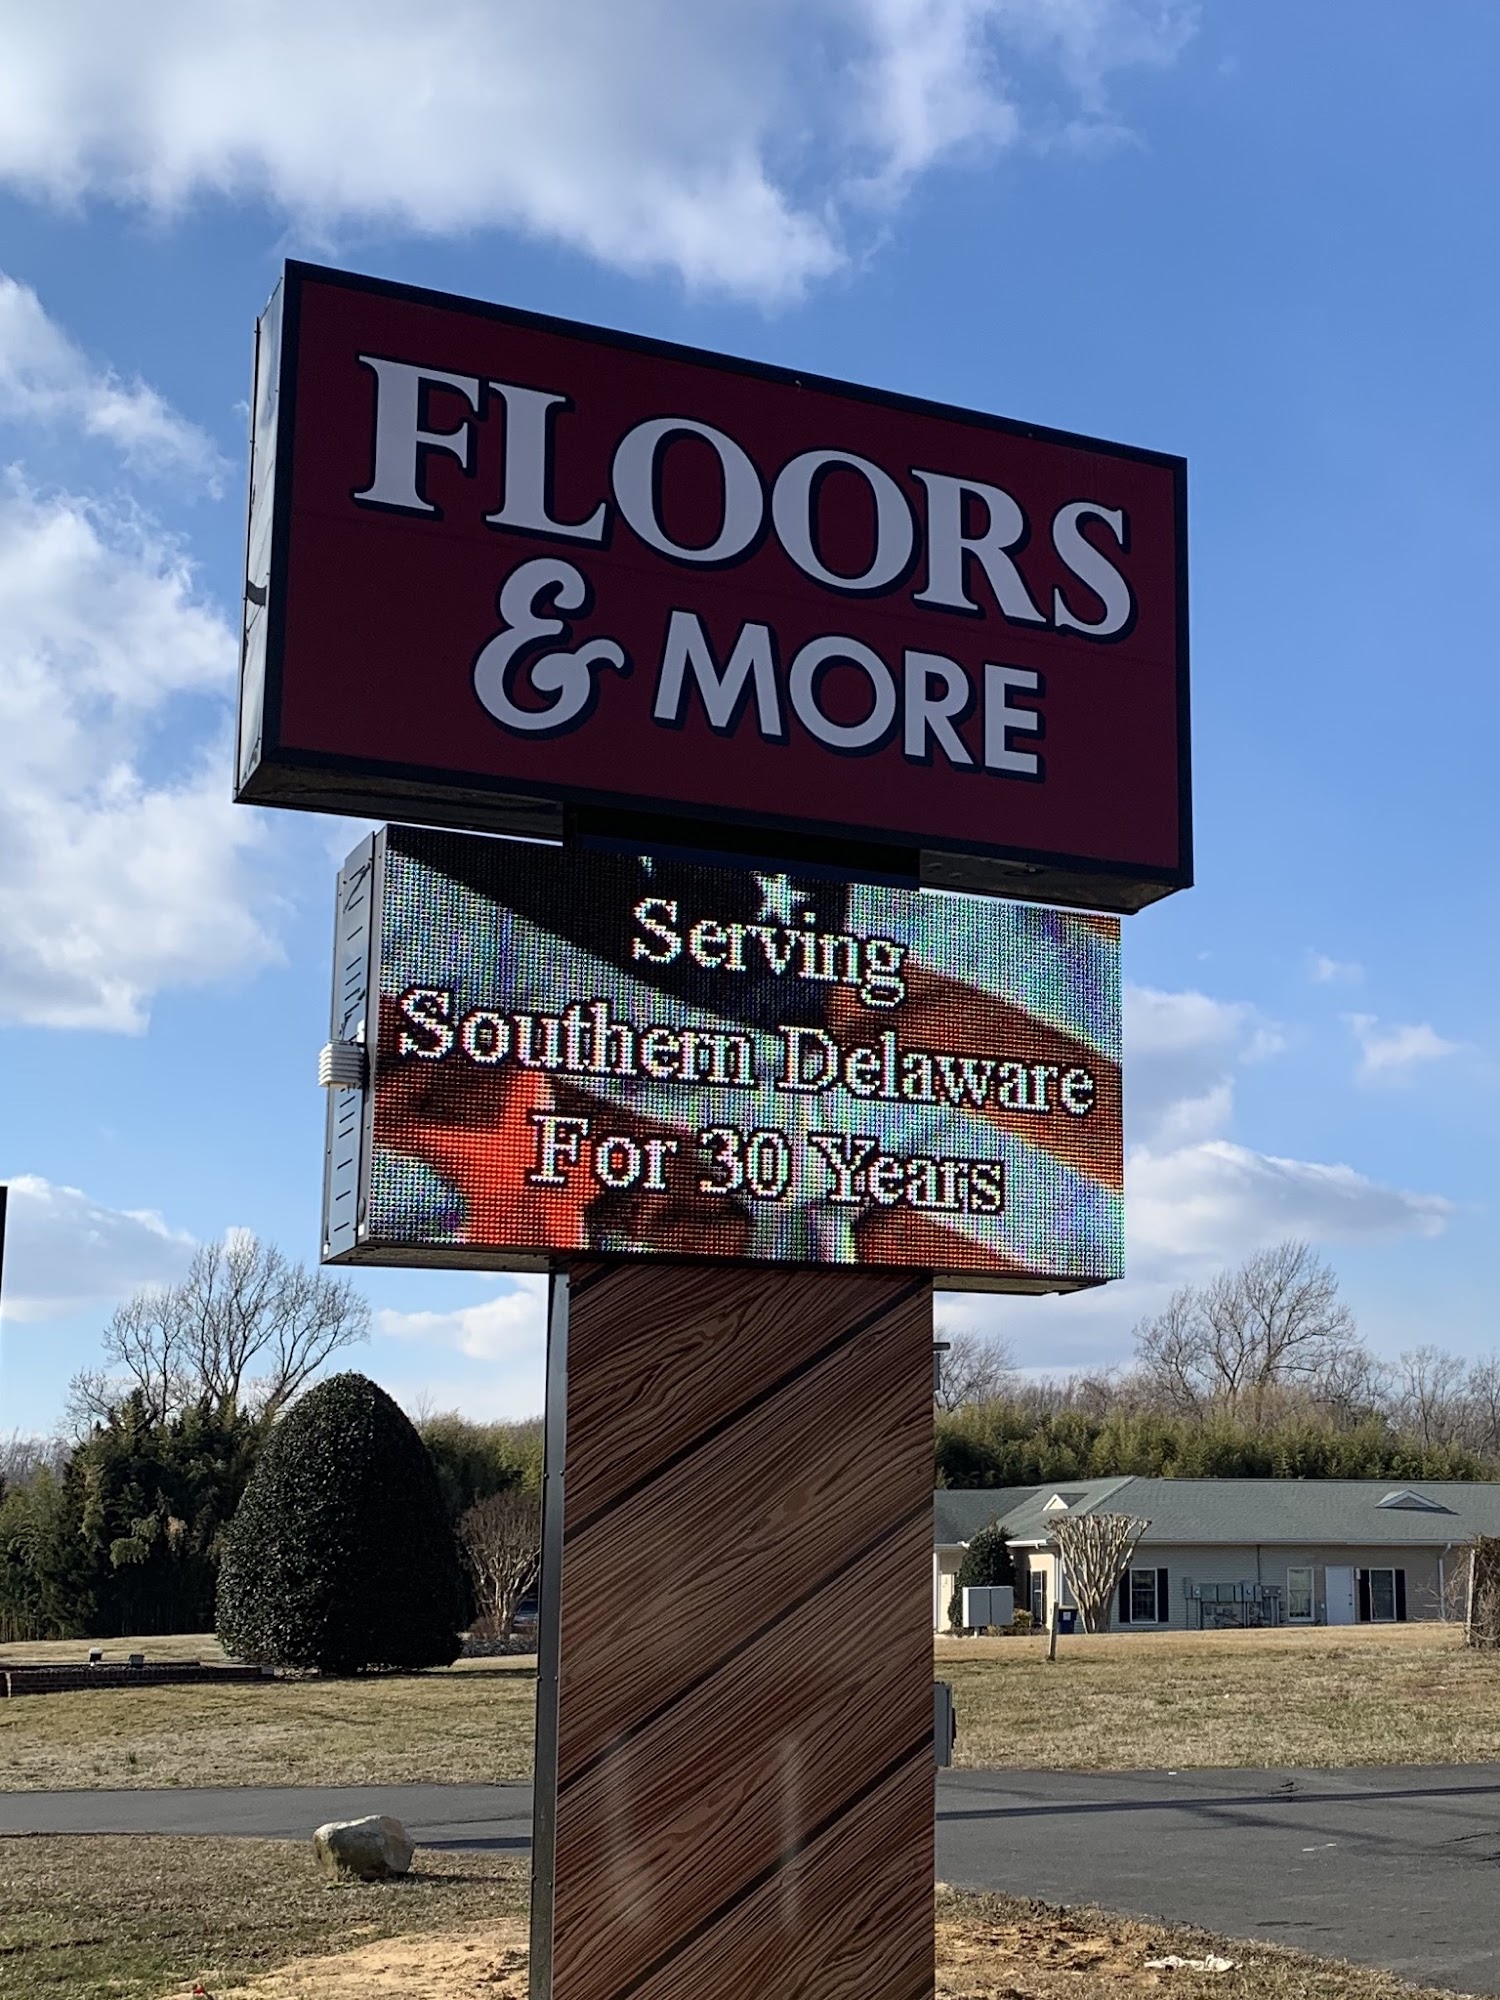 FLOORS
& MORE
Serving
Southern Delaware
For 30 Years